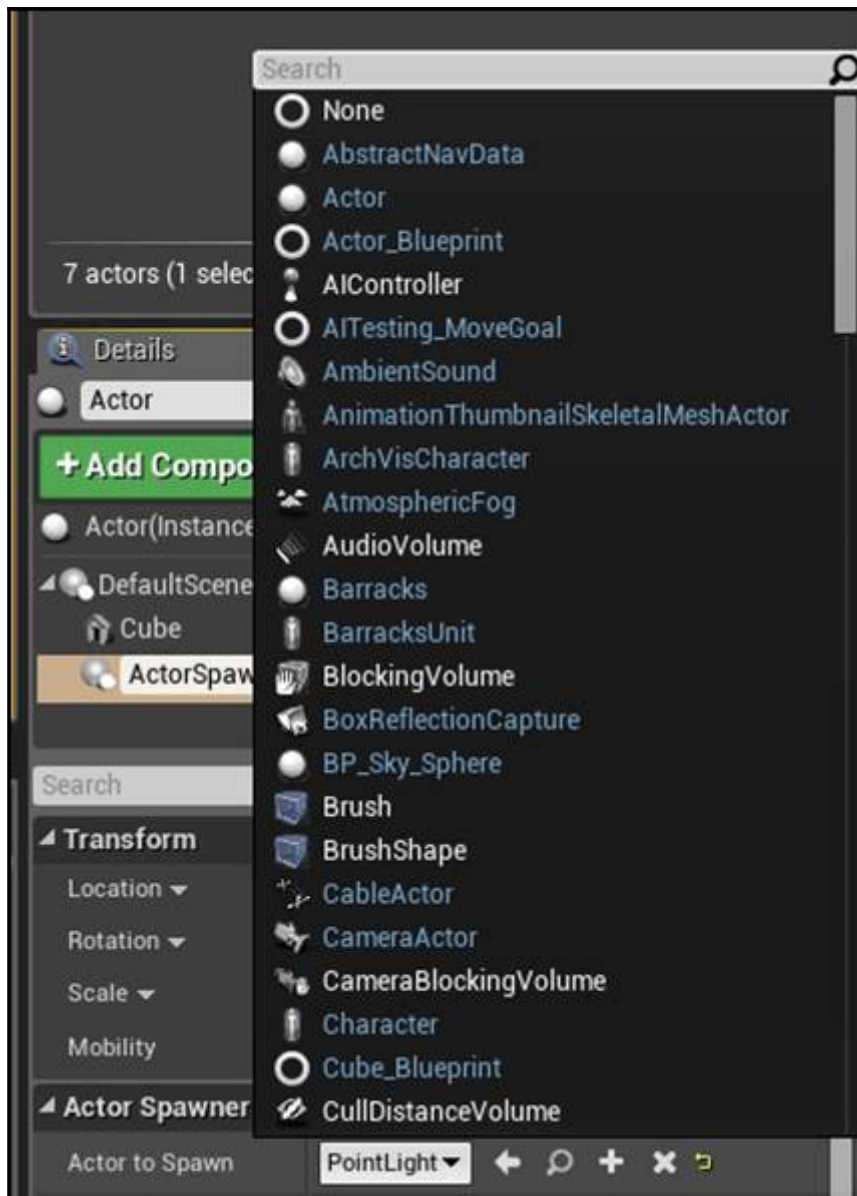 Search
None
AbstractNavData
Actor
Actor_Blueprint
AIController
AITesting_MoveGoal
AmbientSound
AnimationThumbnailSkeletalMeshActor
ArchVisCharacter
AtmosphericFog
AudioVolume
Barracks
BarracksUnit
BlockingVolume
BoxReflectionCapture
BP_Sky_Sphere
Brush
BrushShape
CableActor
CameraActor
CameraBlockingVolume
Character
Cube_Blueprint
CullDistanceVolume
7 actors (1 selec
Details
Actor
+ Add Compo
Actor(Instance
DefaultScene
Cube
ActorSpaw
Search
Transform
Location
Rotation
Scale
Mobility
Actor Spawner
Actor to Spawn PointLight